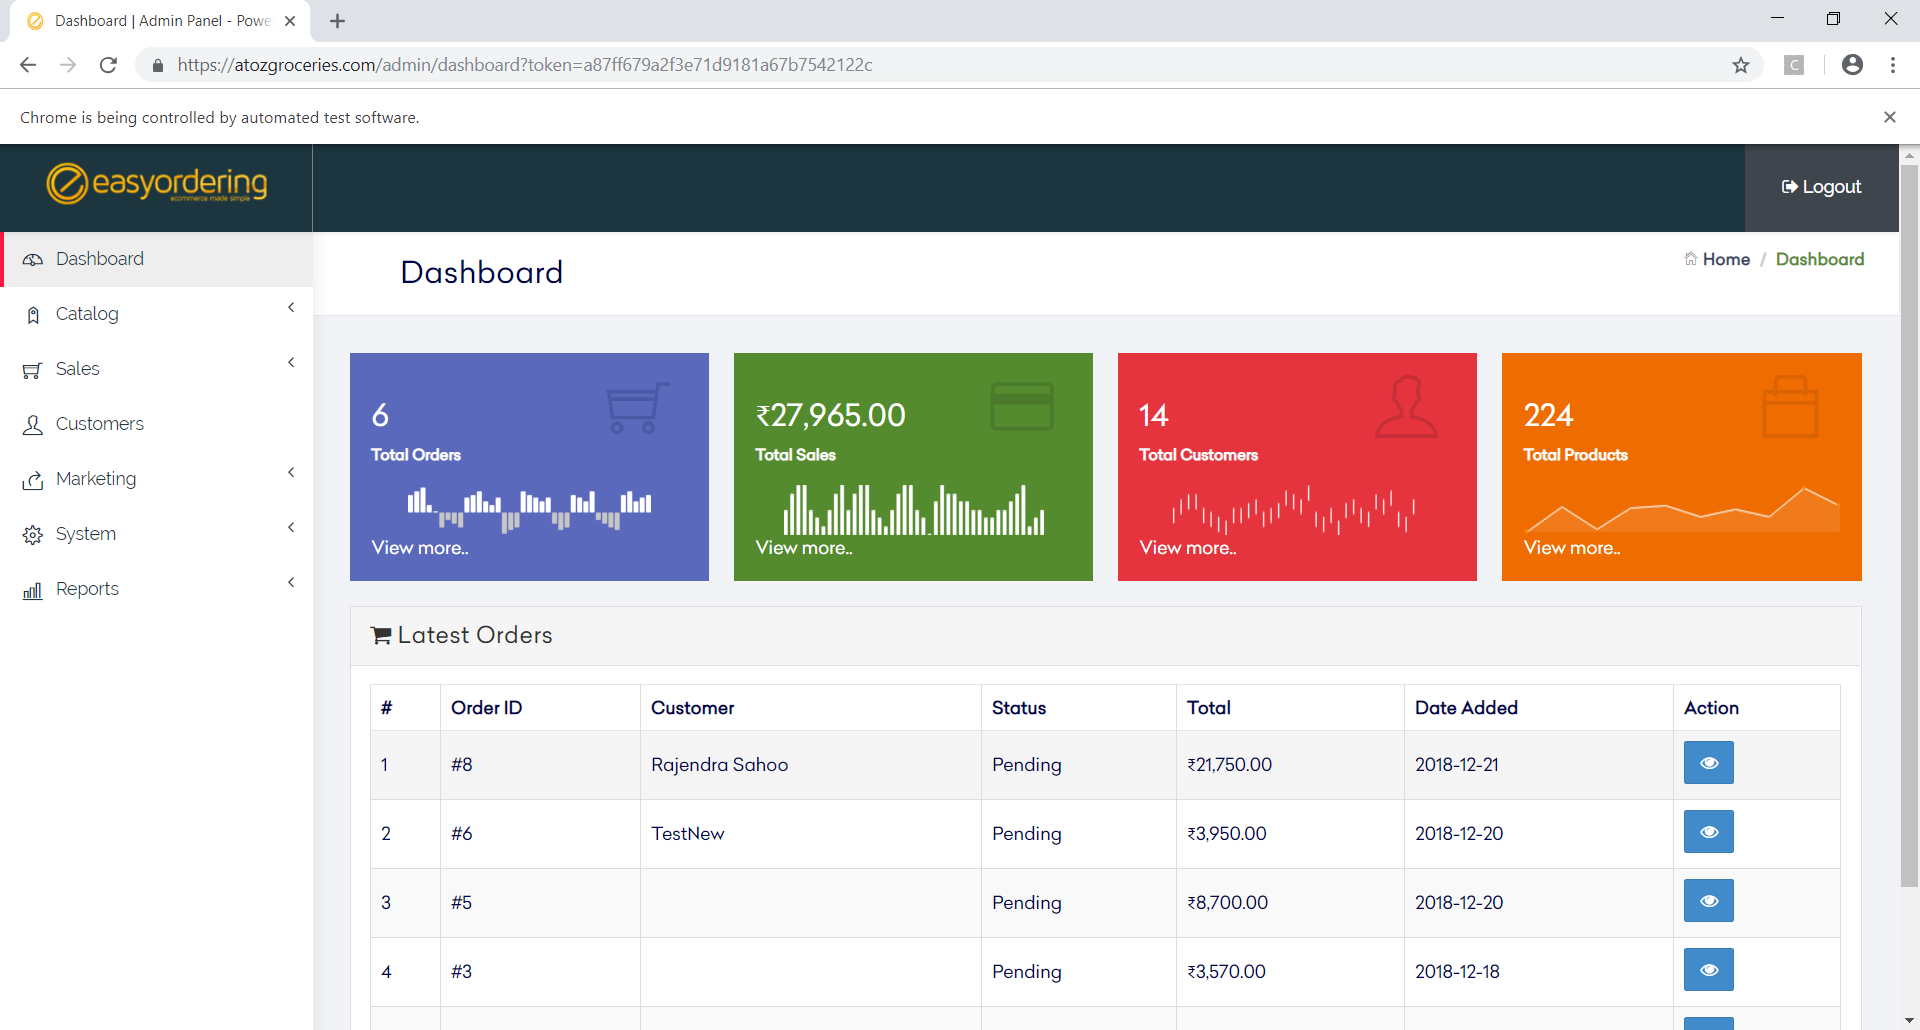 Dashboard | Admin Panel - Powe
https://atozgroceries.com/admin/dashboard?token=a87ff679a2f3e71d9181a67b7542122c
C
Chrome is being controlled by automated test software.
easyordering
ecommerce made simple
Logout
Dashboard
Catalog
Sales
Customers
Marketing
System
Reports
Dashboard
Home / Dashboard
6
Total Orders
View more..
₹27,965.00
Total Sales
View more..
14
Total Customers
View more..
224
Total Products
View more..
Latest Orders
# Order ID Customer Status Total Date Added Action
1 #8 Rajendra Sahoo Pending ₹21,750.00 2018-12-21
2 #6 TestNew Pending ₹3,950.00 2018-12-20
3 #5 Pending ₹8,700.00 2018-12-20
4 #3 Pending ₹3,570.00 2018-12-18